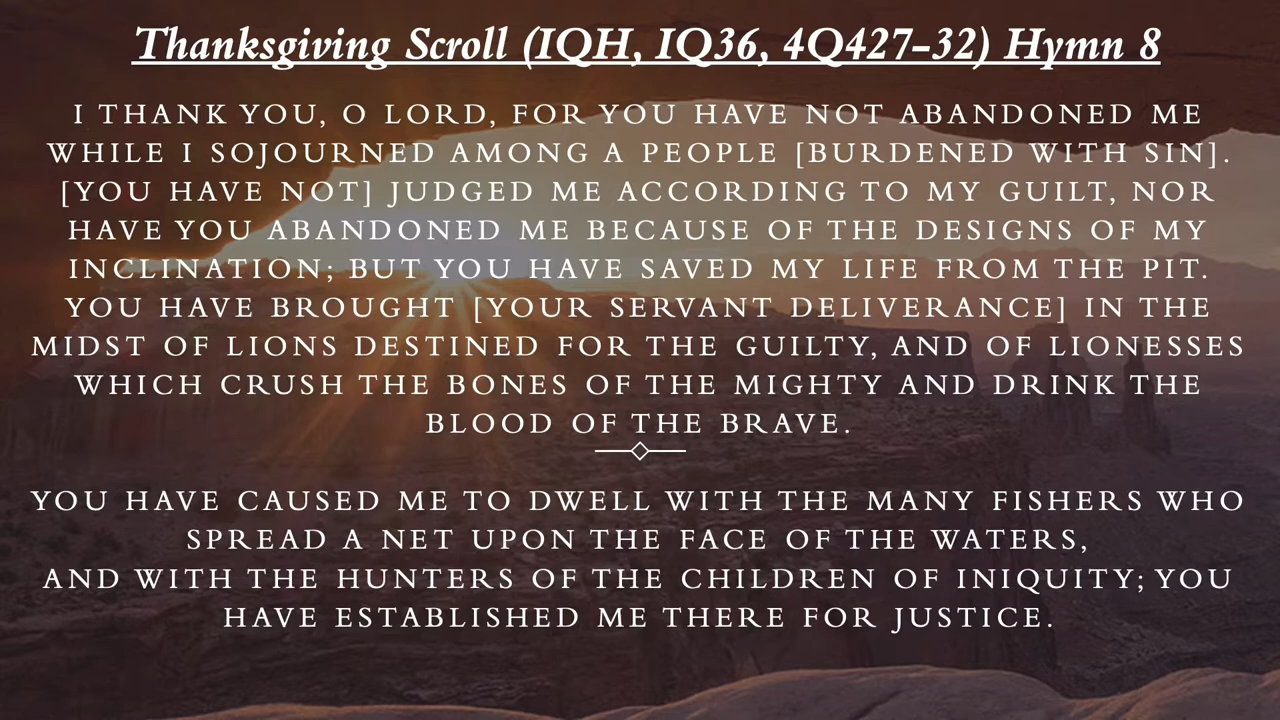 Thanksgiving Scroll (IQH, IQ36, 4Q427-32) Hymn 8
I THANK YOU, O LORD, FOR YOU HAVE NOT ABANDONED ME
WHILE I SOJOURNED AMONG A PEOPLE [BURDENED WITH SIN].
[YOU HAVE NOT] JUDGED ME ACCORDING TO MY GUILT, NOR
HAVE YOU ABANDONED ME BECAUSE OF THE DESIGNS OF MY
INCLINATION; BUT YOU HAVE SAVED MY LIFE FROM THE PIT.
YOU HAVE BROUGHT [YOUR SERVANT DELIVERANCE] IN THE
MIDST OF LIONS DESTINED FOR THE GUILTY, AND OF LIONESSES
WHICH CRUSH THE BONES OF THE MIGHTY AND DRINK THE
BLOOD OF THE BRAVE.
YOU HAVE CAUSED ME TO DWELL WITH THE MANY FISHERS WHO
SPREAD A NET UPON THE FACE OF THE WATERS,
AND WITH THE HUNTERS OF THE CHILDREN OF INIQUITY; YOU
HAVE ESTABLISHED ME THERE FOR JUSTICE.